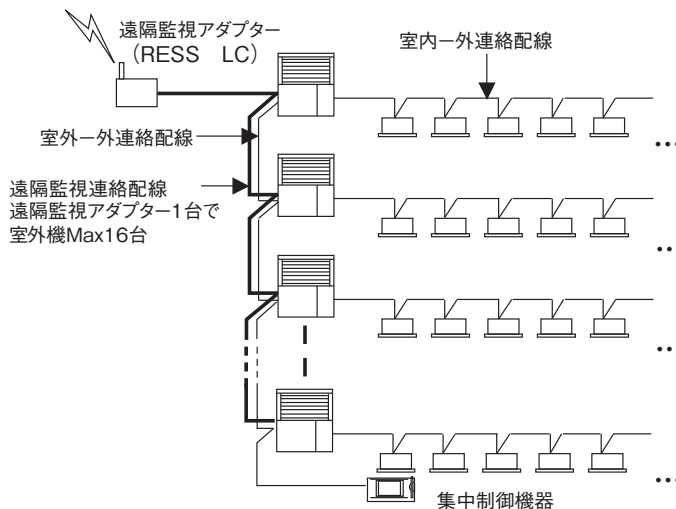 遠隔監視アダプター
（RESS　LC）
室内ー外連絡配線
室外ー外連絡配線
遠隔監視連絡配線
遠隔監視アダプター1台で
室外機Max16台
集中制御機器